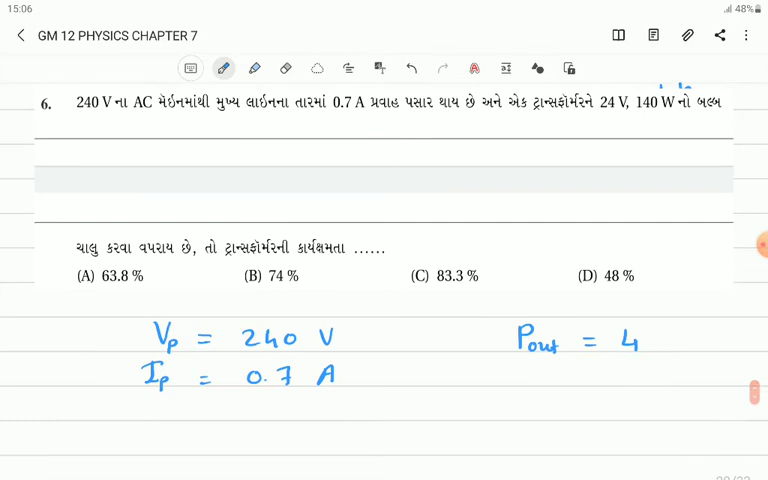 15:06
48%
GM 12 PHYSICS CHAPTER 7
6. 240 V ના AC મૅઇનમાંથી મુખ્ય લાઇનના તારમાં 0.7 A પ્રવાહ પસાર થાય છે અને એક ટ્રાન્સફૉર્મરને 24 V, 140 W નો બલ્બ
ચાલુ કરવા વપરાય છે, તો ટ્રાન્સફૉર્મરની કાર્યક્ષમતા ......
(A) 63.8 % (B) 74 % (C) 83.3 % (D) 48 %
Vp = 240 V Pout = 4
Ip = 0.7 A